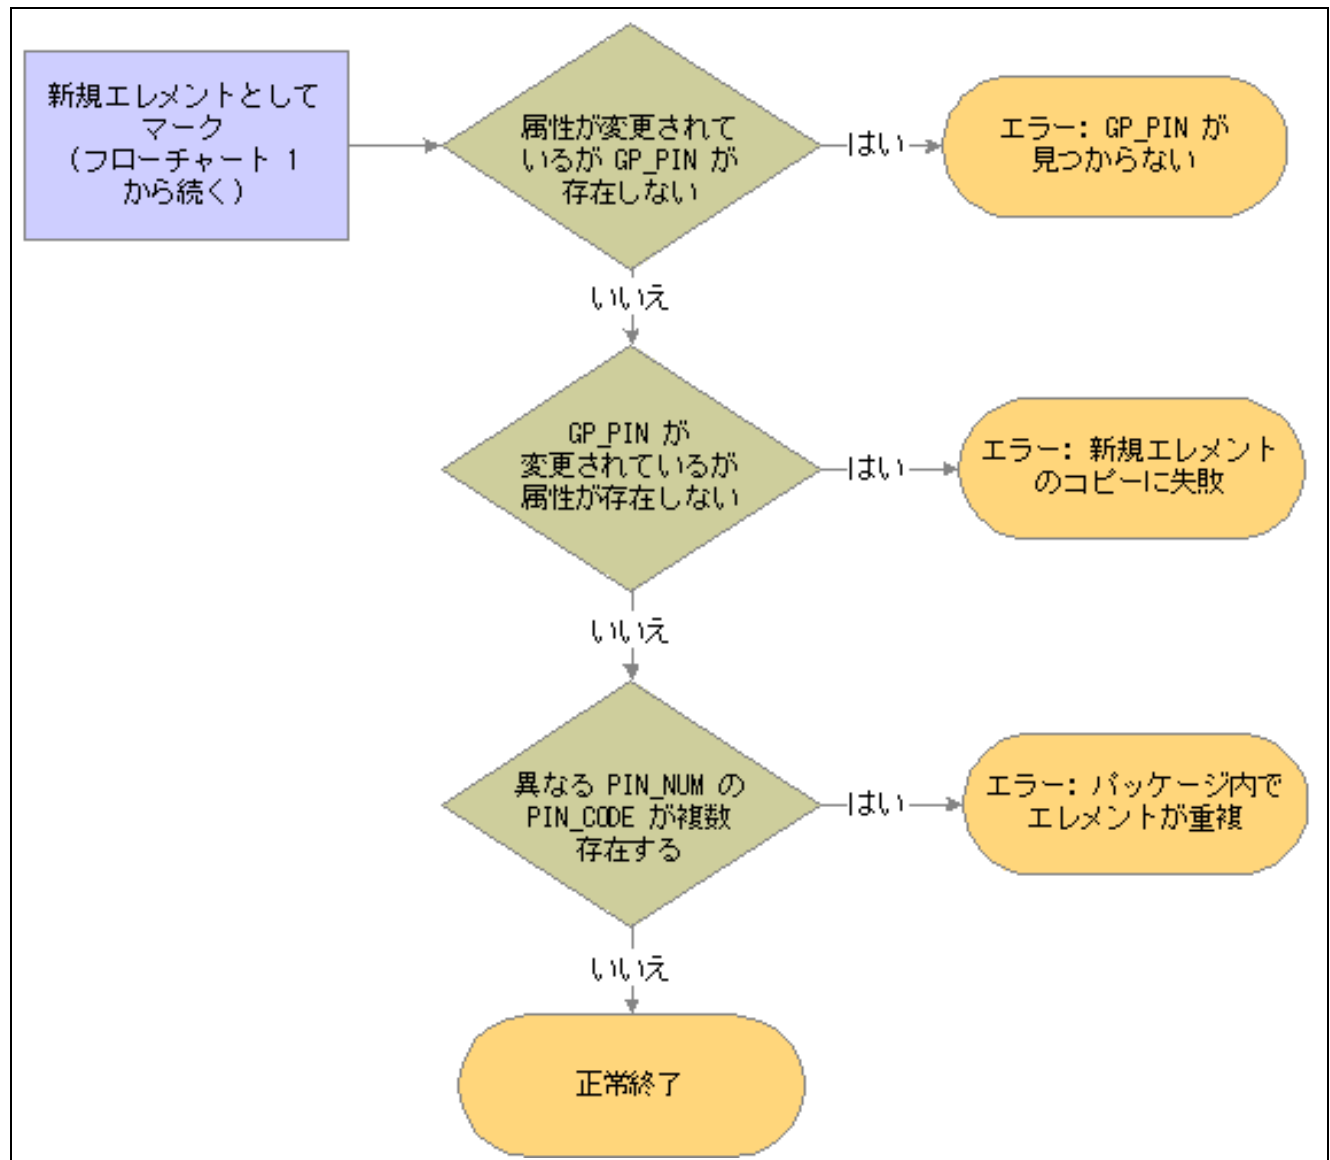 新規エレメントとして
マーク
(フローチャート 1
から続く)
属性が変更されて
いるが GP_PIN が
存在しない
はい
エラー: GP_PIN が
見つからない
いいえ
GP_PIN が
変更されているが
属性が存在しない
はい
エラー: 新規エレメント
のコピーに失敗
いいえ
異なる PIN_NUM の
PIN_CODE が複数
存在する
はい
エラー: パッケージ内で
エレメントが重複
いいえ
正常終了